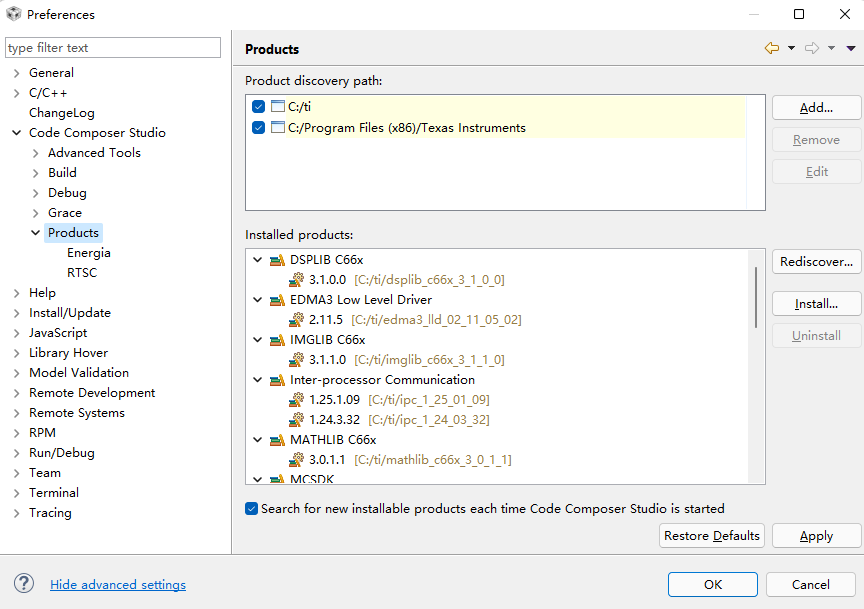 Preferences
type filter text
General
C/C++
ChangeLog
Code Composer Studio
Advanced Tools
Build
Debug
Grace
Products
Energia
RTSC
Help
Install/Update
JavaScript
Library Hover
Model Validation
Remote Development
Remote Systems
RPM
Run/Debug
Team
Terminal
Tracing
Products
Product discovery path:
C:/ti
C:/Program Files (x86)/Texas Instruments
Add...
Remove
Edit
Installed products:
DSPLIB C66x
3.1.0.0 [C:/ti/dsplib_c66x_3_1_0_0]
EDMA3 Low Level Driver
2.11.5 [C:/ti/edma3_lld_02_11_05_02]
IMGLIB C66x
3.1.1.0 [C:/ti/imglib_c66x_3_1_1_0]
Inter-processor Communication
1.25.1.09 [C:/ti/ipc_1_25_01_09]
1.24.3.32 [C:/ti/ipc_1_24_03_32]
MATHLIB C66x
3.0.1.1 [C:/ti/mathlib_c66x_3_0_1_1]
MCSDK
Rediscover...
Install...
Uninstall
Search for new installable products each time Code Composer Studio is started
Restore Defaults
Apply
Hide advanced settings
OK
Cancel